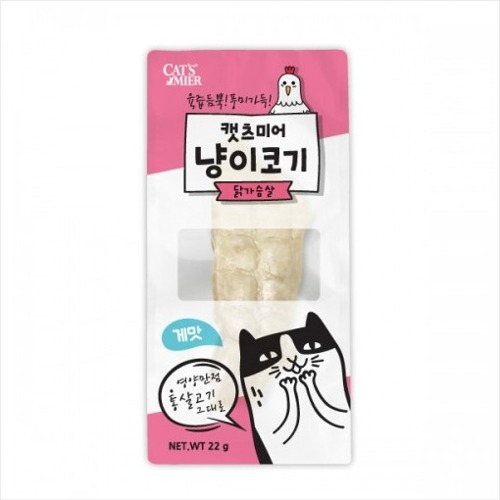 CAT'S
MIER
육즙듬뿍! 풍미가득!
캣츠미어
냥이코기
닭가슴살
게맛
영양만점
통살고기
그대로
NET.WT 22 g